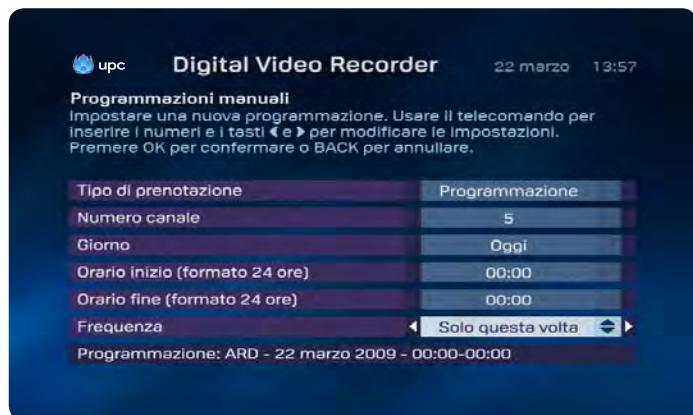 upc Digital Video Recorder 22 marzo 13:57
Programmazioni manuali
Impostare una nuova programmazione. Usare il telecomando per
inserire i numeri e i tasti ◀ e ▶ per modificare le impostazioni.
Premere OK per confermare o BACK per annullare.
Tipo di prenotazione Programmazione
Numero canale 5
Giorno Oggi
Orario inizio (formato 24 ore) 00:00
Orario fine (formato 24 ore) 00:00
Frequenza Solo questa volta
Programmazione: ARD - 22 marzo 2009 - 00:00-00:00